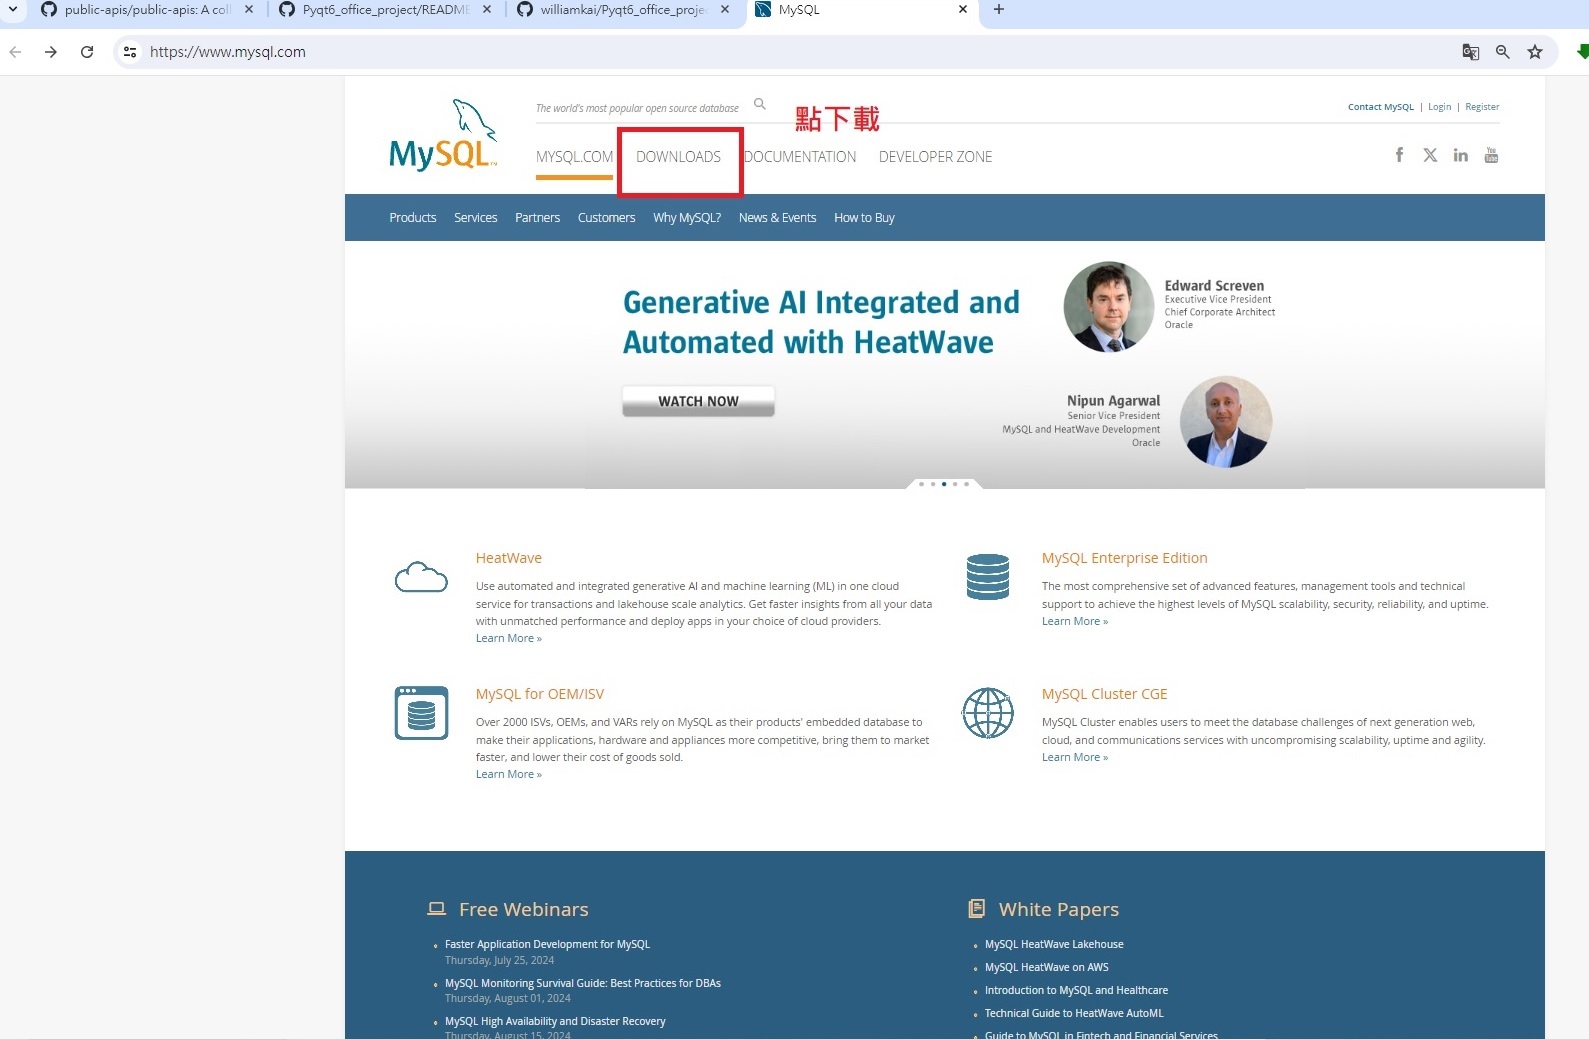 public-apis/public-apis: A coll
Pyqt6_office_project/README
williamkai/Pyqt6_office_proje
MySQL
https://www.mysql.com
The world's most popular open source database
點下載
Contact MySQL | Login | Register
MySQL™
MYSQL.COM
DOWNLOADS
DOCUMENTATION
DEVELOPER ZONE
You Tube
Products
Services
Partners
Customers
Why MySQL?
News & Events
How to Buy
Generative AI Integrated and
Automated with HeatWave
WATCH NOW
Edward Screven
Executive Vice President
Chief Corporate Architect
Oracle
Nipun Agarwal
Senior Vice President
MySQL and HeatWave Development
Oracle
HeatWave
Use automated and integrated generative AI and machine learning (ML) in one cloud
service for transactions and lakehouse scale analytics. Get faster insights from all your data
with unmatched performance and deploy apps in your choice of cloud providers.
Learn More »
MySQL Enterprise Edition
The most comprehensive set of advanced features, management tools and technical
support to achieve the highest levels of MySQL scalability, security, reliability, and uptime.
Learn More »
MySQL for OEM/ISV
Over 2000 ISVs, OEMs, and VARs rely on MySQL as their products' embedded database to
make their applications, hardware and appliances more competitive, bring them to market
faster, and lower their cost of goods sold.
Learn More »
MySQL Cluster CGE
MySQL Cluster enables users to meet the database challenges of next generation web,
cloud, and communications services with uncompromising scalability, uptime and agility.
Learn More »
Free Webinars
Faster Application Development for MySQL
Thursday, July 25, 2024
MySQL Monitoring Survival Guide: Best Practices for DBAs
Thursday, August 01, 2024
MySQL High Availability and Disaster Recovery
Thursday, August 15, 2024
White Papers
MySQL HeatWave Lakehouse
MySQL HeatWave on AWS
Introduction to MySQL and Healthcare
Technical Guide to HeatWave AutoML
Guide to MySQL in Fintech and Financial Services